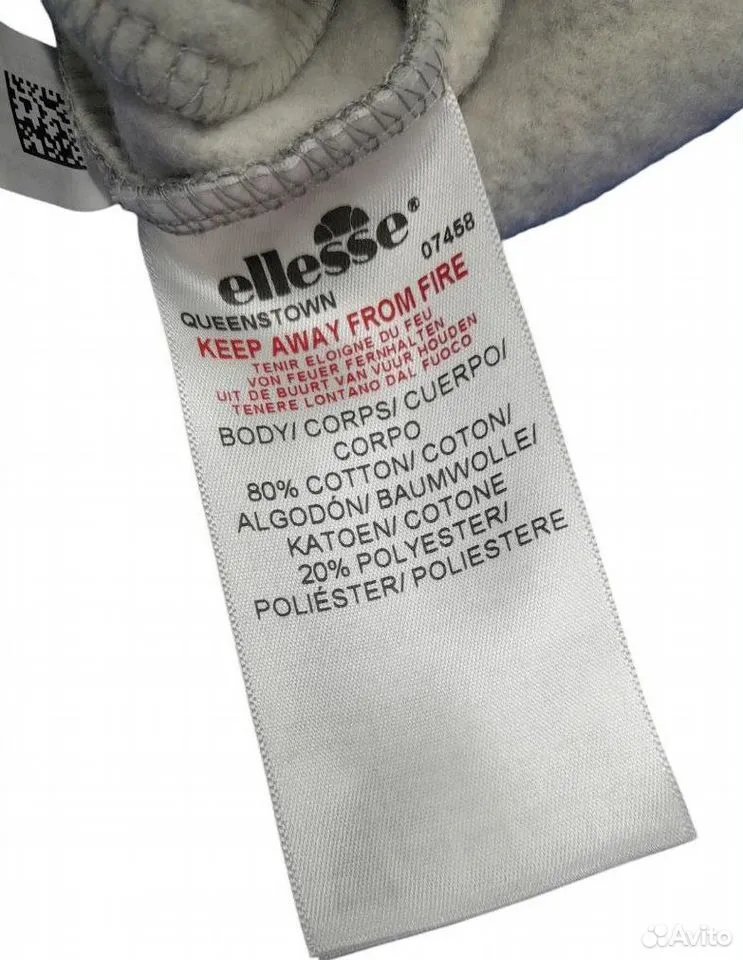 ellesse®
07458
QUEENSTOWN
KEEP AWAY FROM FIRE
TENIR ELOIGNE DU FEU
VON FEUER FERNHALTEN
UIT DE BUURT VAN VUUR HOUDEN
TENERE LONTANO DAL FUOCO
BODY/ CORPS/ CUERPO/
CORPO
80% COTTON/ COTON/
ALGODÓN/ BAUMWOLLE/
KATOEN/ COTONE
20% POLYESTER/
POLIÉSTER/ POLIESTERE
Avito